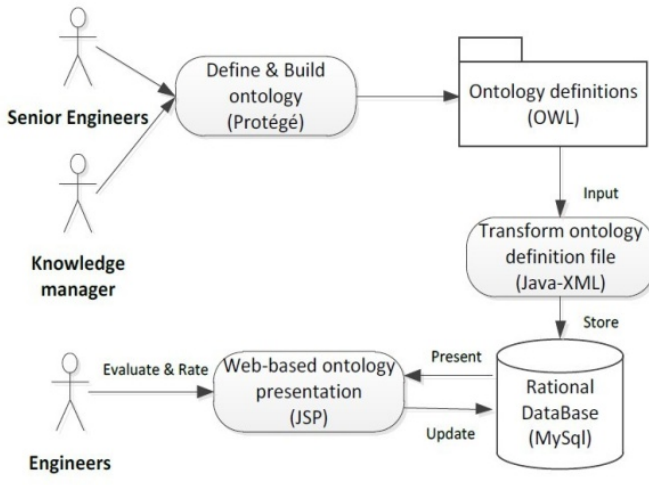 Senior Engineers
Define & Build
ontology
(Protégé)
Ontology definitions
(OWL)
Knowledge
manager
Input
Transform ontology
definition file
(Java-XML)
Store
Engineers
Evaluate & Rate
Web-based ontology
presentation
(JSP)
Present
Update
Rational
DataBase
(MySql)